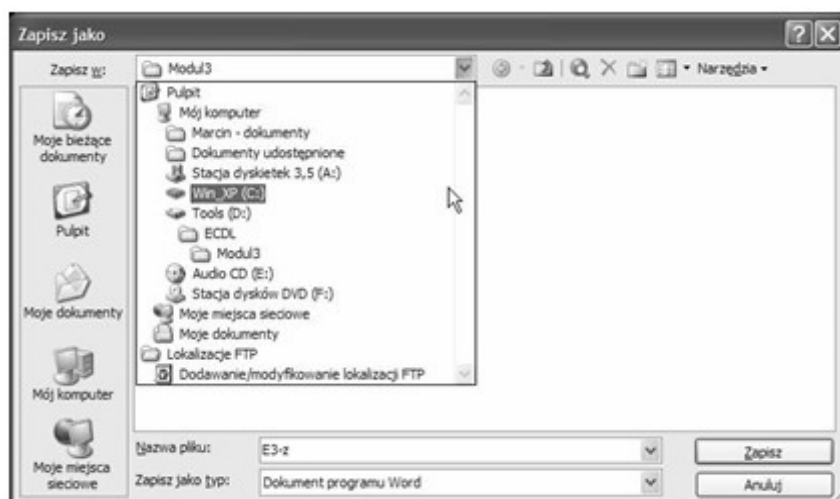 Zapisz jako
Zapisz w:
Modul3
Narzędzia
Pulpit
Mój komputer
Marcin - dokumenty
Dokumenty udostępnione
Stacja dyskietek 3,5 (A:)
Win_XP (C:)
Tools (D:)
ECDL
Modul3
Audio CD (E:)
Stacja dysków DVD (F:)
Moje miejsca sieciowe
Moje dokumenty
Lokalizacje FTP
Dodawanie/modyfikowanie lokalizacji FTP
Moje bieżące
dokumenty
Pulpit
Moje dokumenty
Mój komputer
Moje miejsca
sieciowe
Nazwa pliku:
E3-z
Zapisz
Zapisz jako typ:
Dokument programu Word
Anuluj